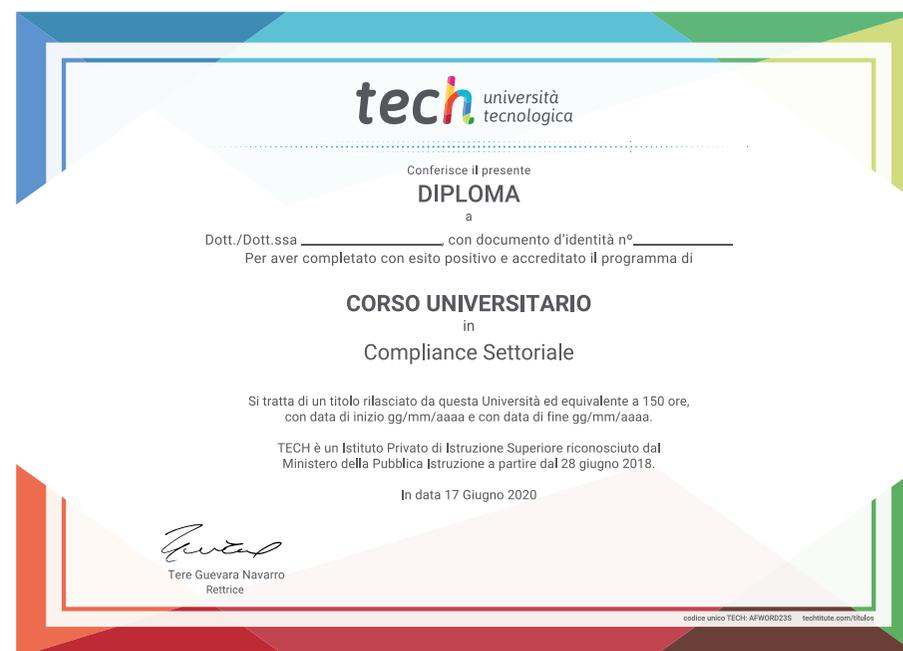 tech università
tecnologica
Conferisce il presente
DIPLOMA
a
Dott./Dott.ssa ____________________, con documento d'identità nº______________
Per aver completato con esito positivo e accreditato il programma di
CORSO UNIVERSITARIO
in
Compliance Settoriale
Si tratta di un titolo rilasciato da questa Università ed equivalente a 150 ore,
con data di inizio gg/mm/aaaa e con data di fine gg/mm/aaaa.
TECH è un Istituto Privato di Istruzione Superiore riconosciuto dal
Ministero della Pubblica Istruzione a partire dal 28 giugno 2018.
In data 17 Giugno 2020
Tere Guevara Navarro
Rettrice
codice unico TECH: AFWORD23S techtitute.com/titulos